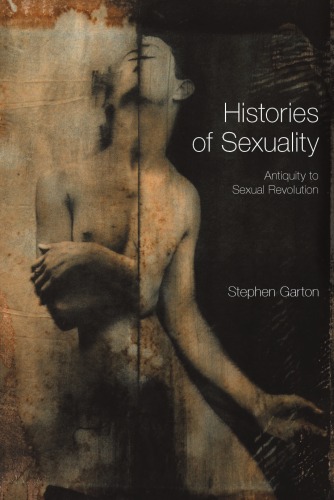 Histories
of Sexuality
Antiquity to
Sexual Revolution
Stephen Garton